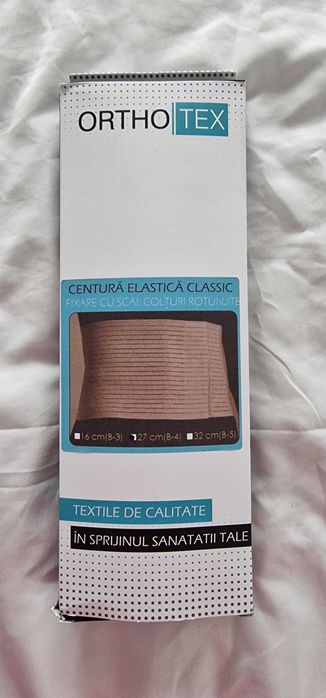 ORTHO TEX
CENTURĂ ELASTICĂ CLASSIC
FIXARE CU SCAI, COLTURI ROTUNJITE
16 cm(B-3) 27 cm(B-4) 32 cm(B-5)
TEXTILE DE CALITATE
ÎN SPRIJINUL SANATATII TALE